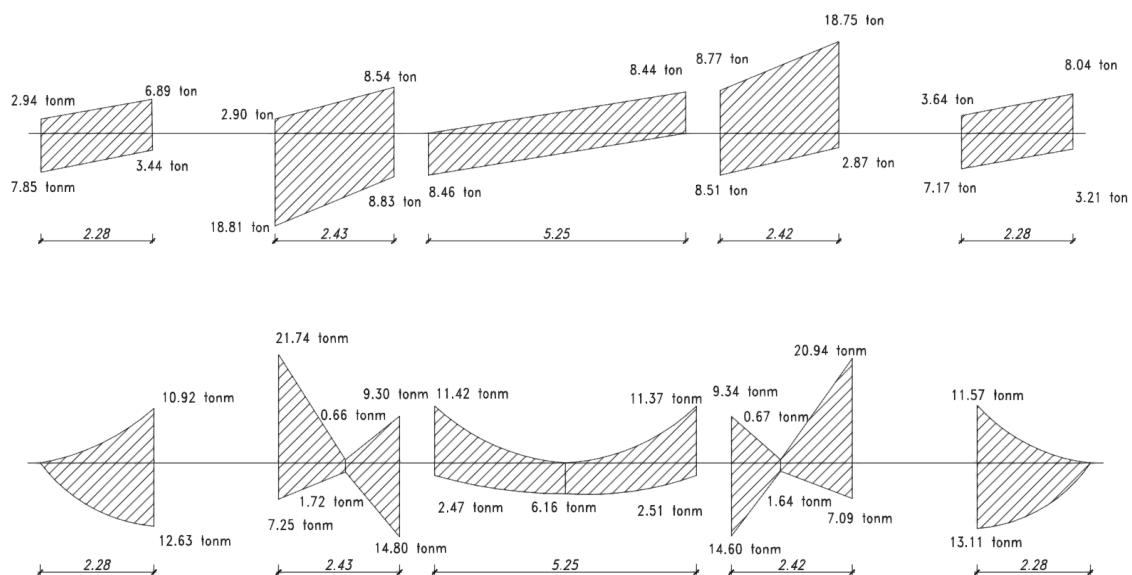 18.75 ton
8.44 ton
8.77 ton
8.04 ton
8.54 ton
2.94 tonm
6.89 ton
2.90 ton
3.64 ton
7.85 tonm
3.44 ton
8.46 ton
8.51 ton
2.87 ton
7.17 ton
8.83 ton
3.21 ton
18.81 ton
2.28
2.43
5.25
2.42
2.28
21.74 tonm
20.94 tonm
10.92 tonm
9.30 tonm
11.42 tonm
11.37 tonm
9.34 tonm
11.57 tonm
0.66 tonm
0.67 tonm
1.72 tonm
2.47 tonm
6.16 tonm
2.51 tonm
1.64 tonm
7.25 tonm
7.09 tonm
12.63 tonm
14.80 tonm
14.60 tonm
13.11 tonm
2.28
2.43
5.25
2.42
2.28